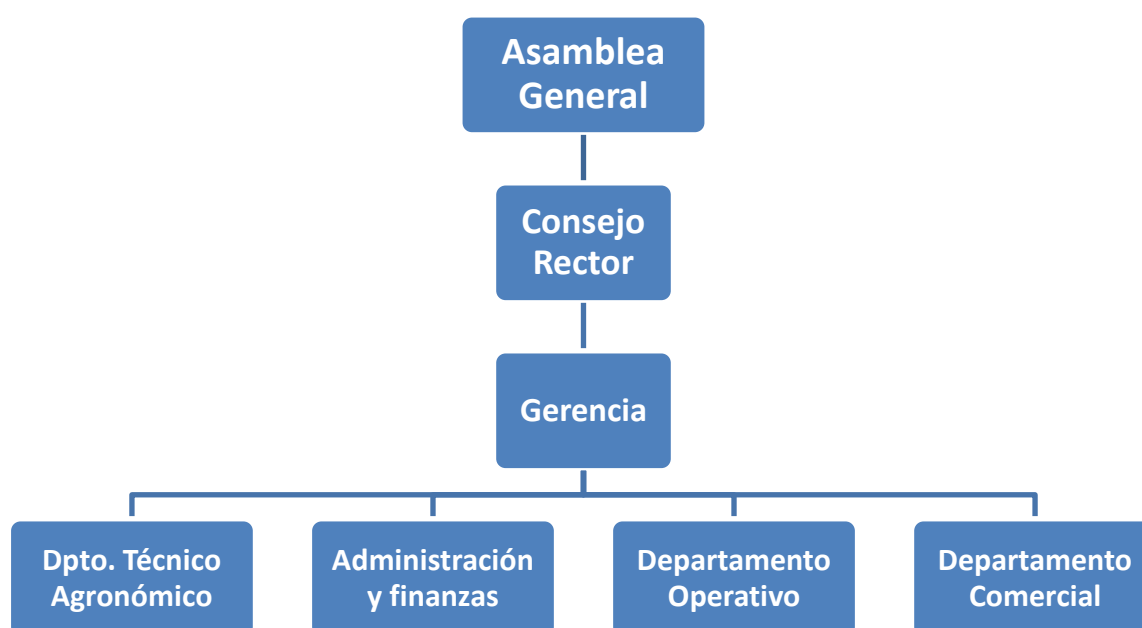 Asamblea
General
Consejo
Rector
Gerencia
Dpto. Técnico
Agronómico
Administración
y finanzas
Departamento
Operativo
Departamento
Comercial